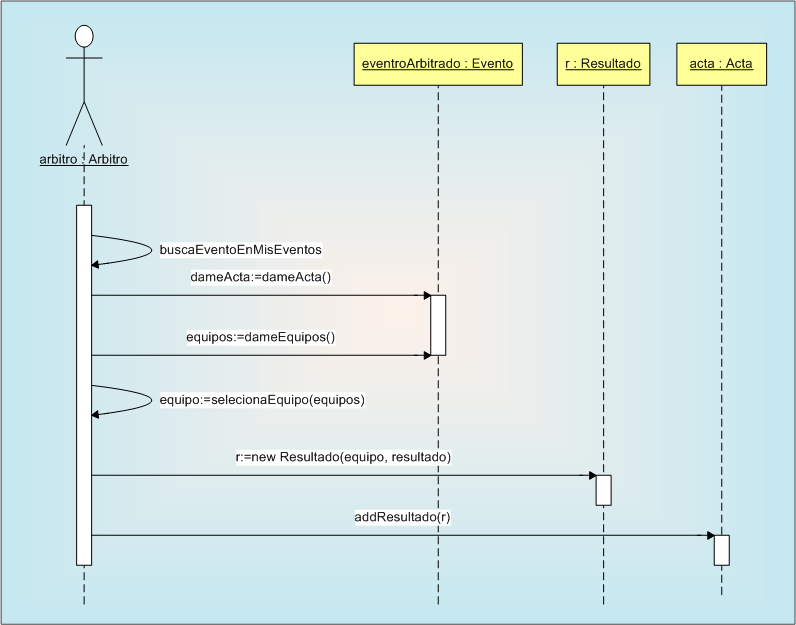 eventroArbitrado : Evento
r : Resultado
acta : Acta
arbitro : Arbitro
buscaEventoEnMisEventos
dameActa:=dameActa()
equipos:=dameEquipos()
equipo:=selecionaEquipo(equipos)
r:=new Resultado(equipo, resultado)
addResultado(r)